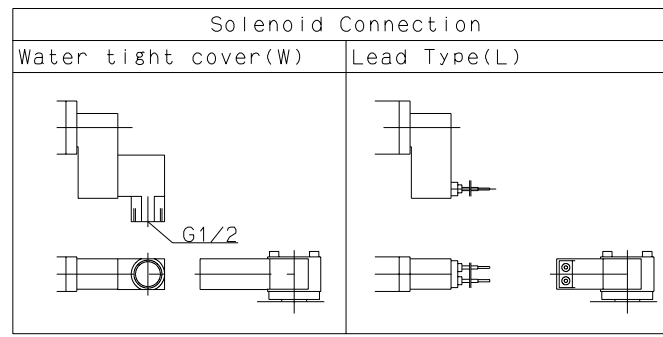 Solenoid Connection
Water tight cover(W)
Lead Type(L)
G1/2